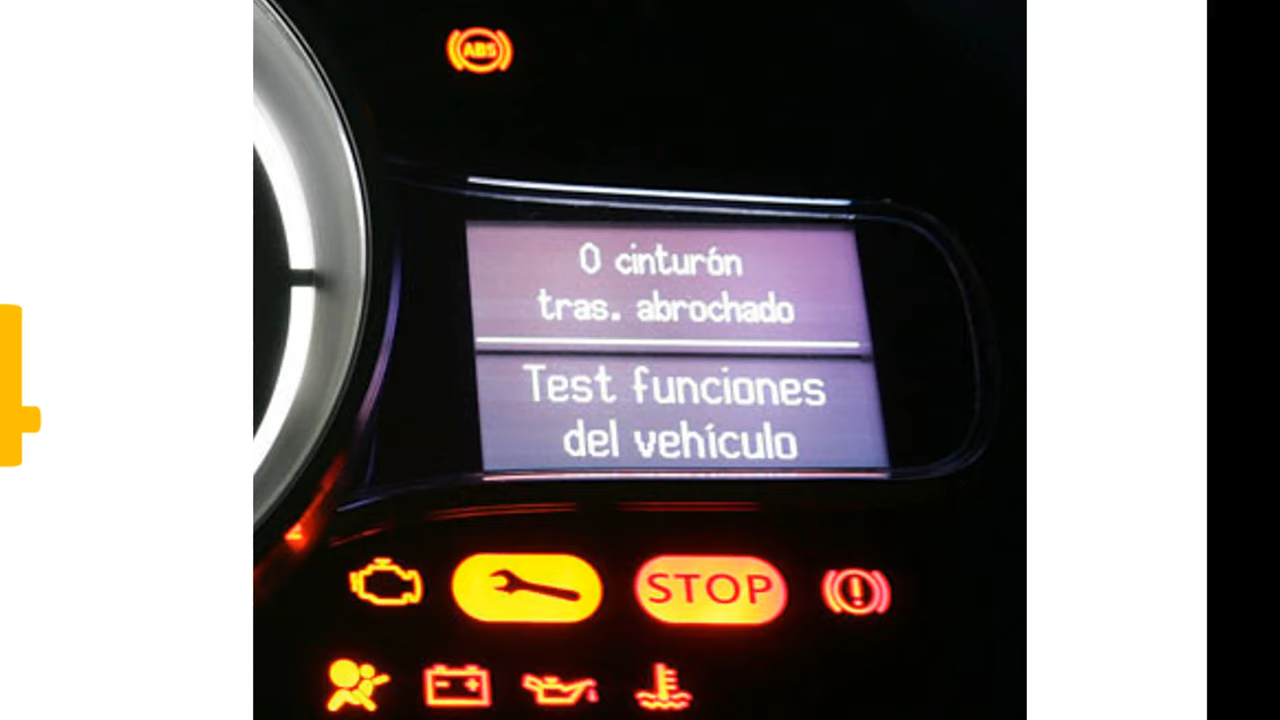 ABS
0 cinturón
tras. abrochado
Test funciones
del vehículo
STOP